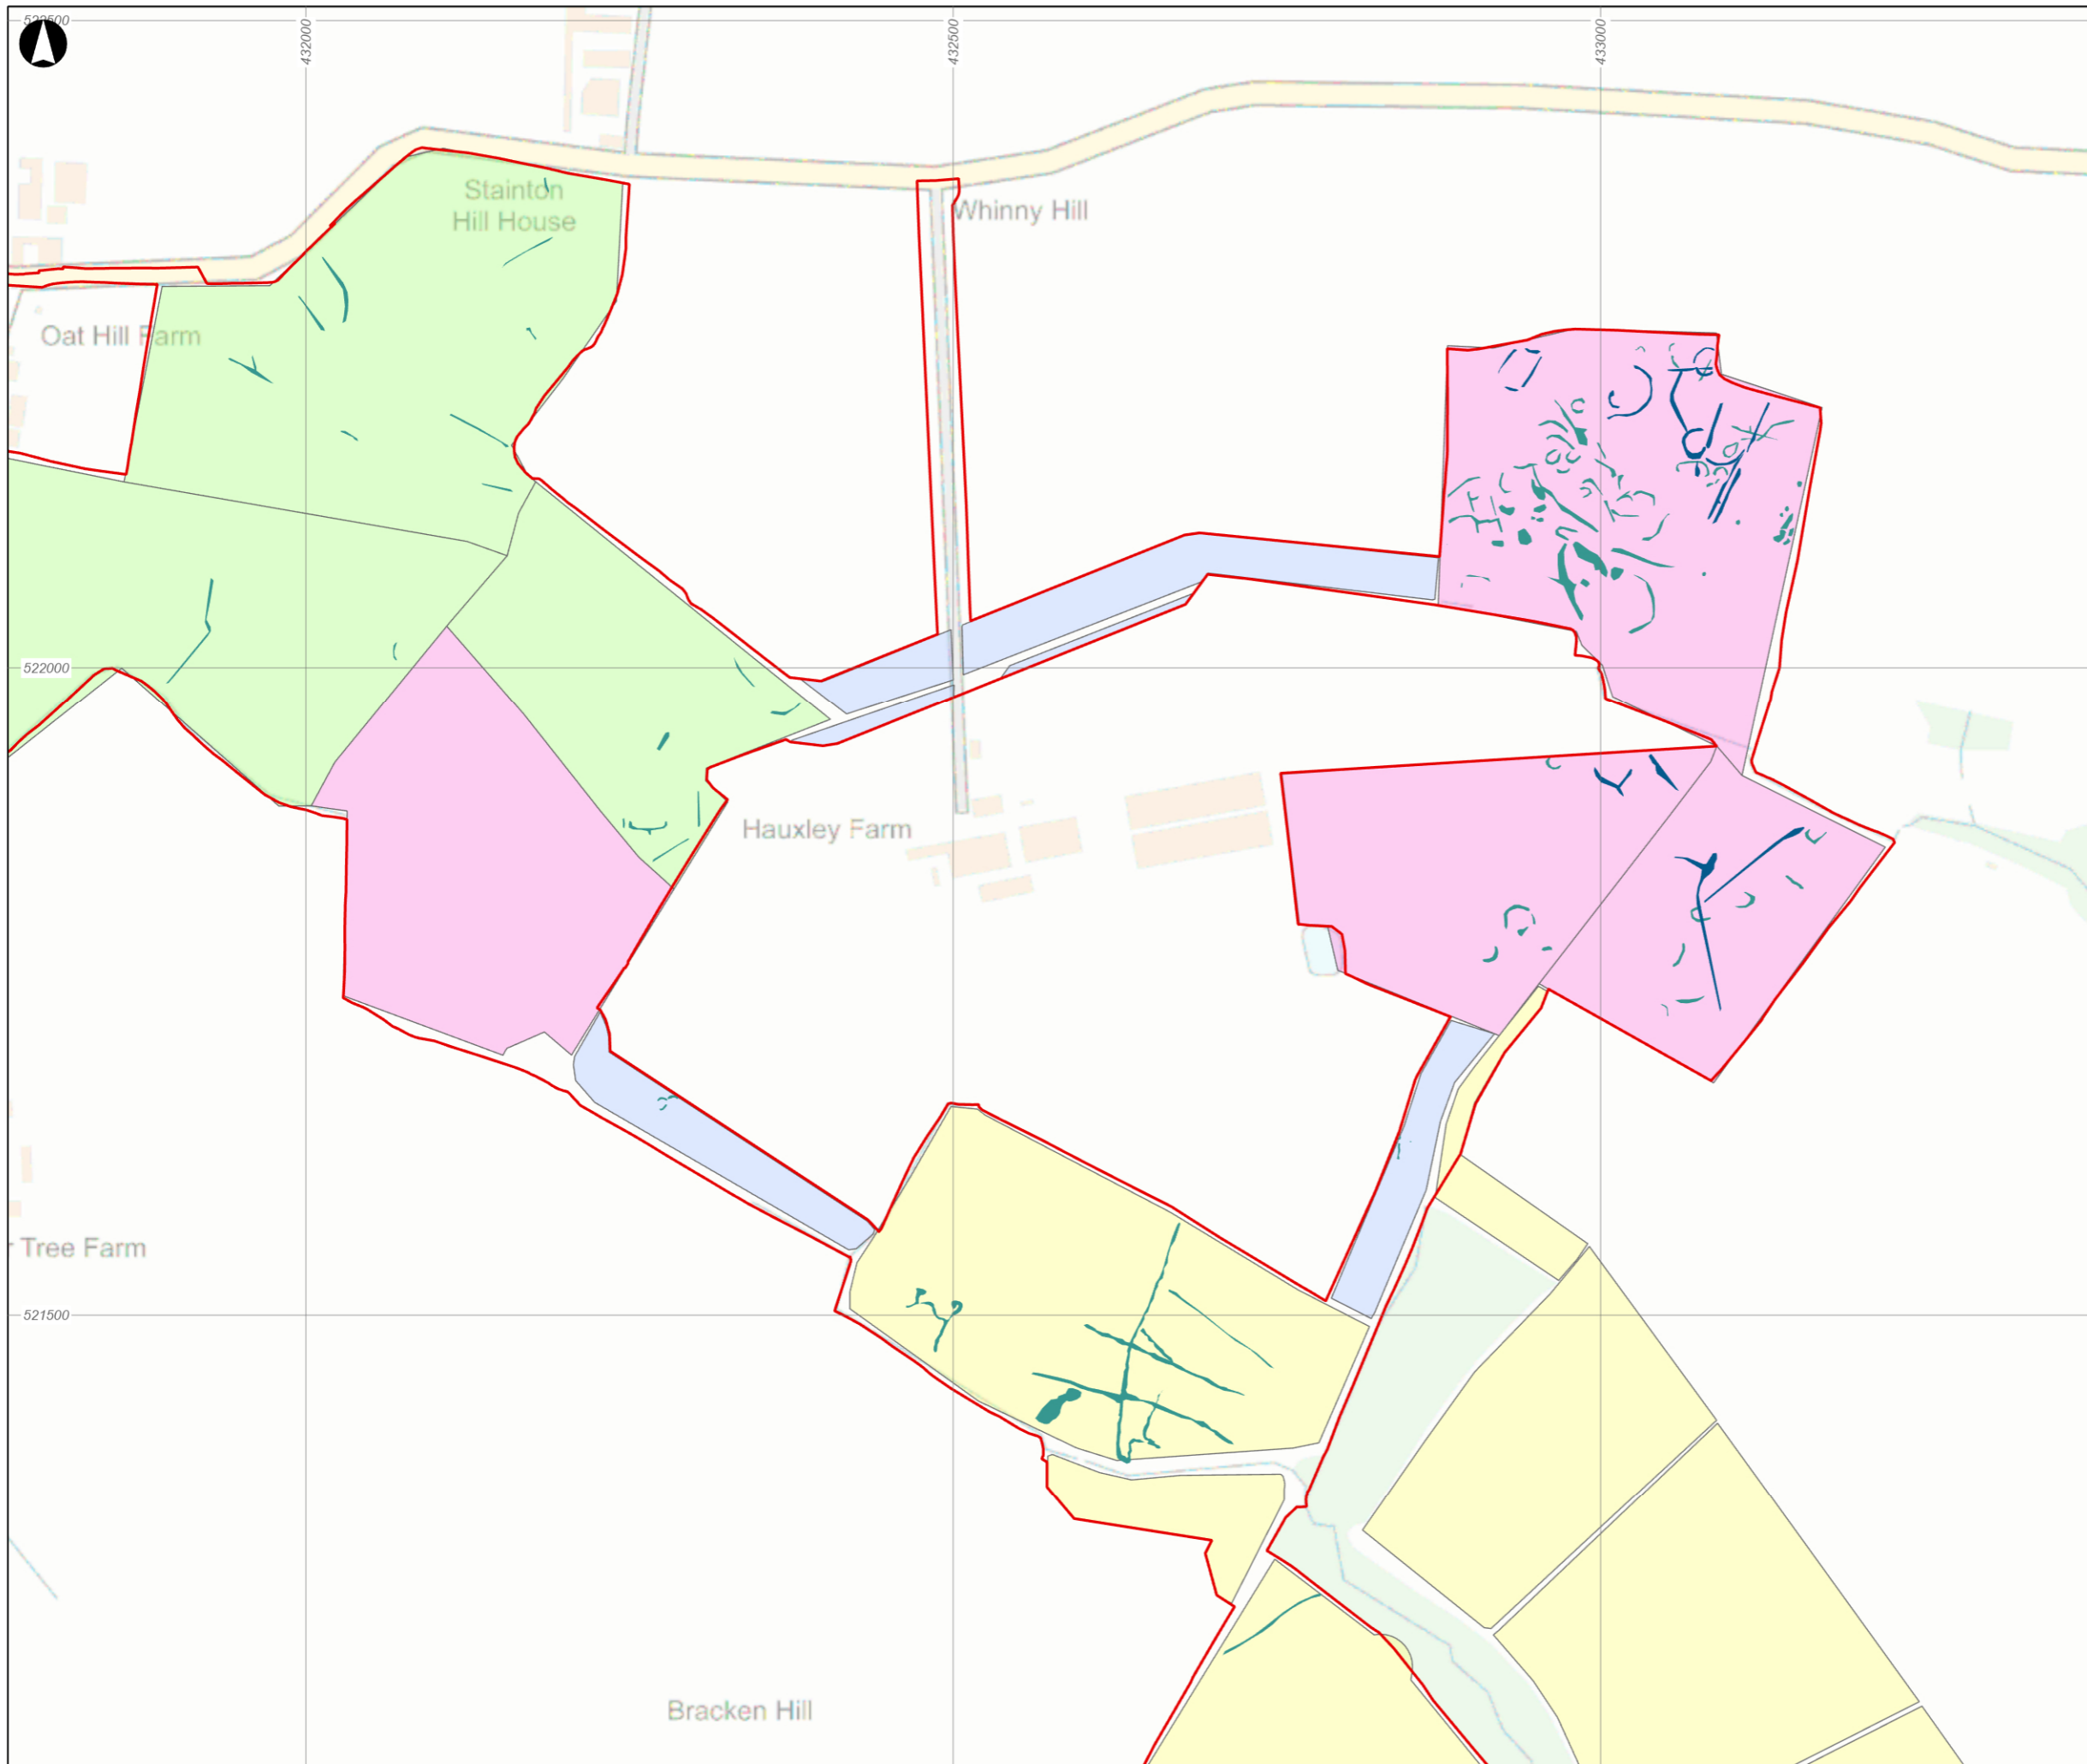 522500
432000
432500
433000
Stainton
Hill House
Whinny Hill
Oat Hill Farm
522000
Hauxley Farm
r Tree Farm
521500
Bracken Hill